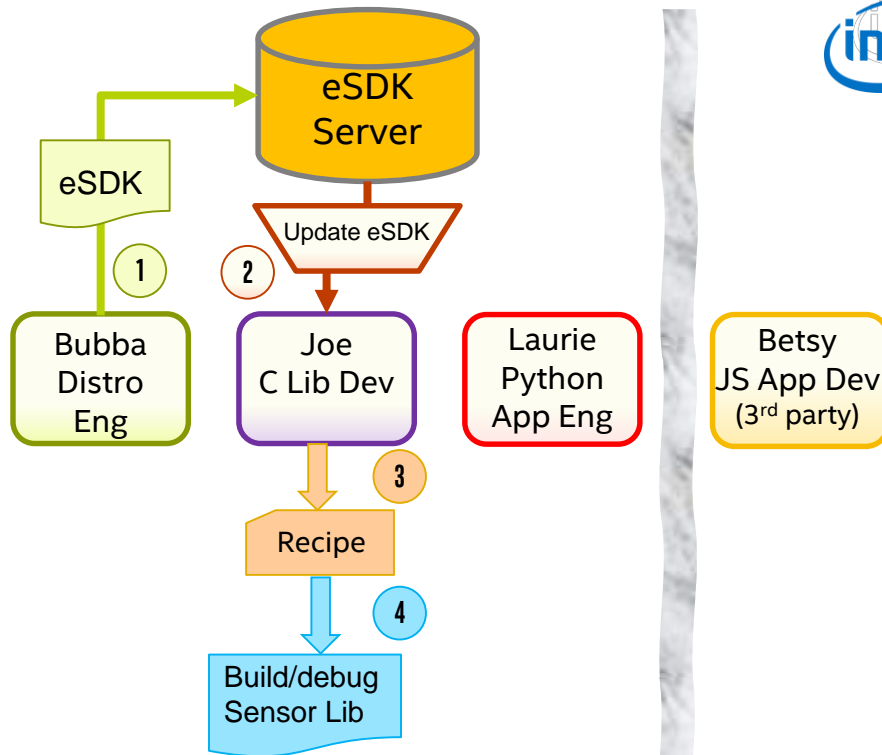 eSDK
Server
eSDK
Update eSDK
1
2
Bubba
Distro
Eng
Joe
C Lib Dev
Laurie
Python
App Eng
Betsy
JS App Dev
(3rd party)
3
Recipe
4
Build/debug
Sensor Lib